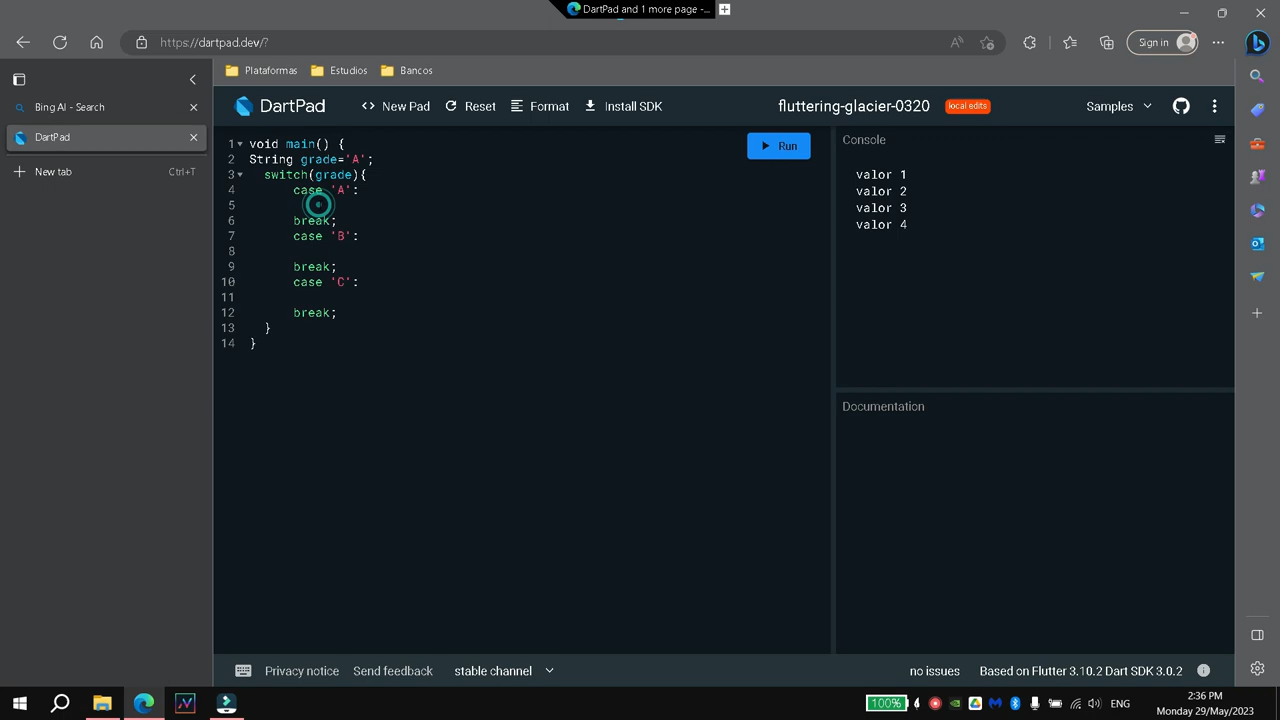 DartPad and 1 more page -...
https://dartpad.dev/?
Sign in
Plataformas Estudios Bancos
Bing AI - Search
DartPad
New tab Ctrl+T
DartPad
New Pad Reset Format Install SDK
fluttering-glacier-0320 local edits
Samples
1 void main() {
2 String grade='A';
3 switch(grade){
4 case 'A':
5
6 break;
7 case 'B':
8
9 break;
10 case 'C':
11
12 break;
13 }
14 }
Run
Console
valor 1
valor 2
valor 3
valor 4
Documentation
Privacy notice Send feedback stable channel
no issues Based on Flutter 3.10.2 Dart SDK 3.0.2
100%
ENG
2:36 PM
Monday 29/May/2023